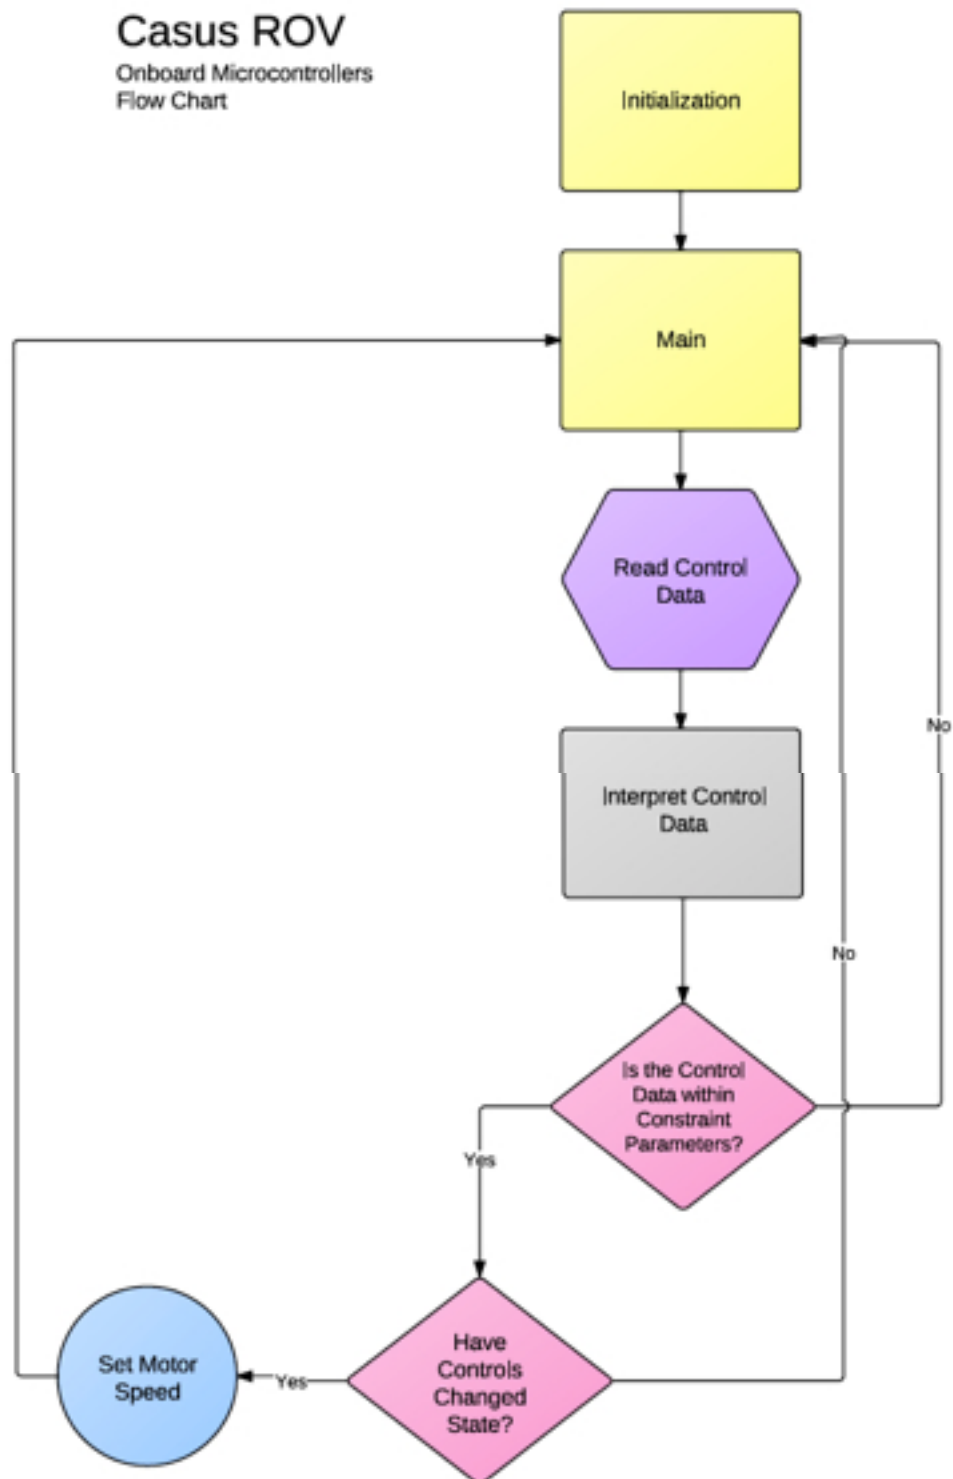 Casus ROV
Onboard Microcontrollers
Flow Chart
Initialization
Main
Read Control
Data
Interpret Control
Data
No
No
Is the Control
Data within
Constraint
Parameters?
Yes
Have
Controls
Changed
State?
Yes
Set Motor
Speed